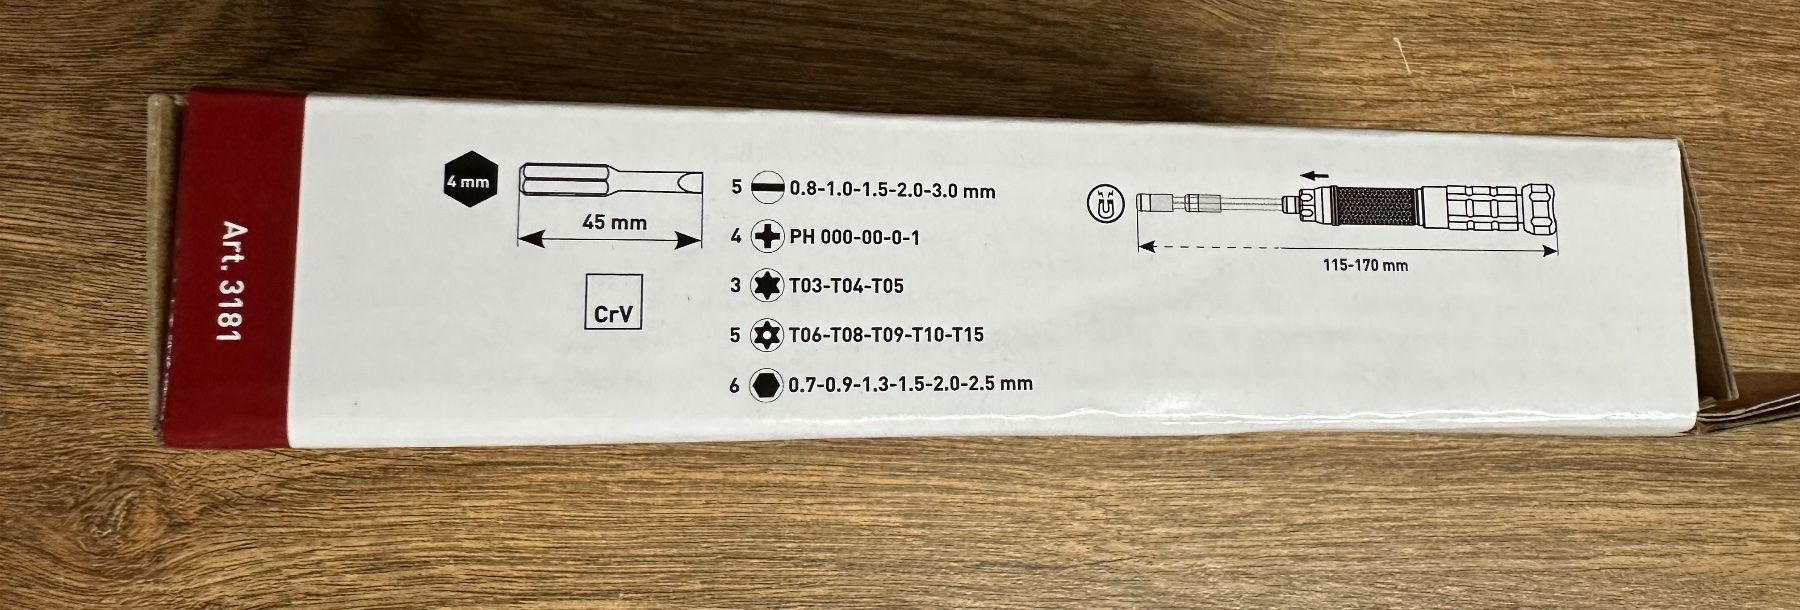 Art. 3181
4 mm
45 mm
CrV
5 0.8-1.0-1.5-2.0-3.0 mm
4 PH 000-00-0-1
3 T03-T04-T05
5 T06-T08-T09-T10-T15
6 0.7-0.9-1.3-1.5-2.0-2.5 mm
115-170 mm